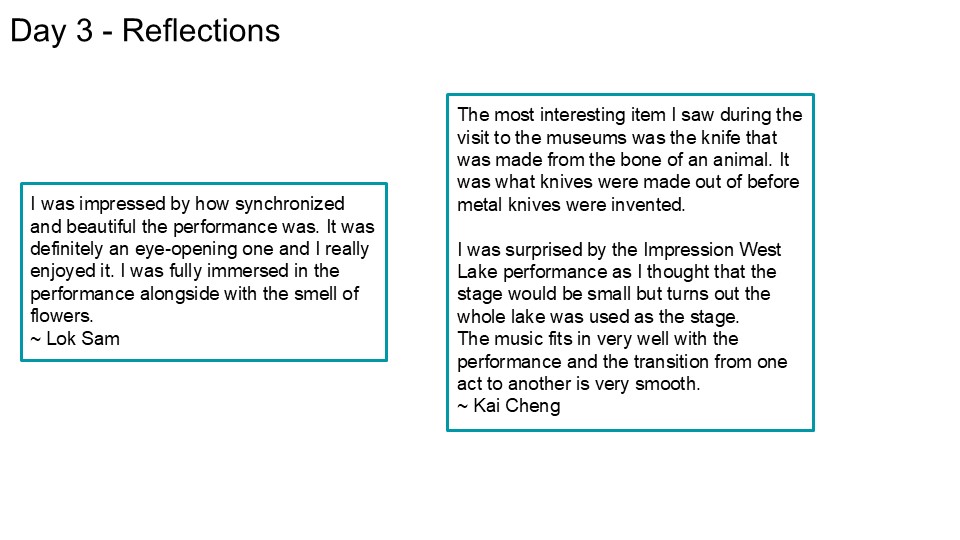 Day 3 - Reflections
I was impressed by how synchronized
and beautiful the performance was. It was
definitely an eye-opening one and I really
enjoyed it. I was fully immersed in the
performance alongside with the smell of
flowers.
~ Lok Sam
The most interesting item I saw during the
visit to the museums was the knife that
was made from the bone of an animal. It
was what knives were made out of before
metal knives were invented.
I was surprised by the Impression West
Lake performance as I thought that the
stage would be small but turns out the
whole lake was used as the stage.
The music fits in very well with the
performance and the transition from one
act to another is very smooth.
~ Kai Cheng